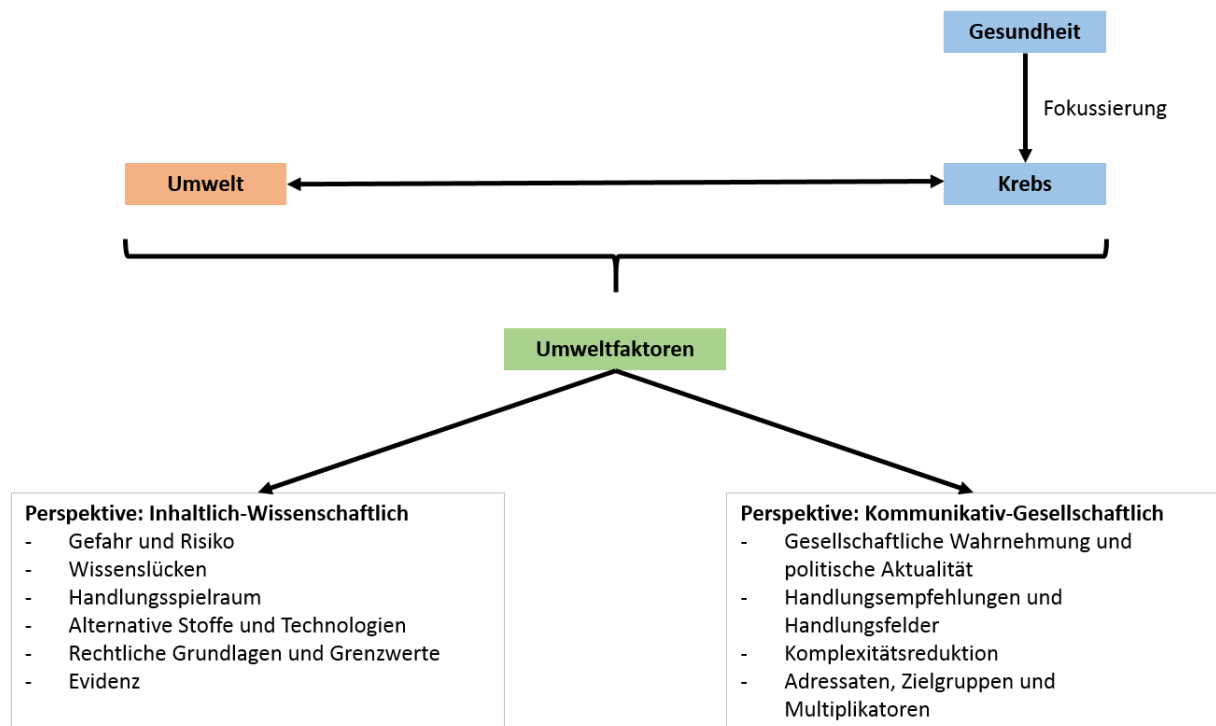 Gesundheit
Fokussierung
Umwelt
Krebs
Umweltfaktoren
Perspektive: Inhaltlich-Wissenschaftlich
- Gefahr und Risiko
- Wissenslücken
- Handlungsspielraum
- Alternative Stoffe und Technologien
- Rechtliche Grundlagen und Grenzwerte
- Evidenz
Perspektive: Kommunikativ-Gesellschaftlich
- Gesellschaftliche Wahrnehmung und
politische Aktualität
- Handlungsempfehlungen und
Handlungsfelder
- Komplexitätsreduktion
- Adressaten, Zielgruppen und
Multiplikatoren